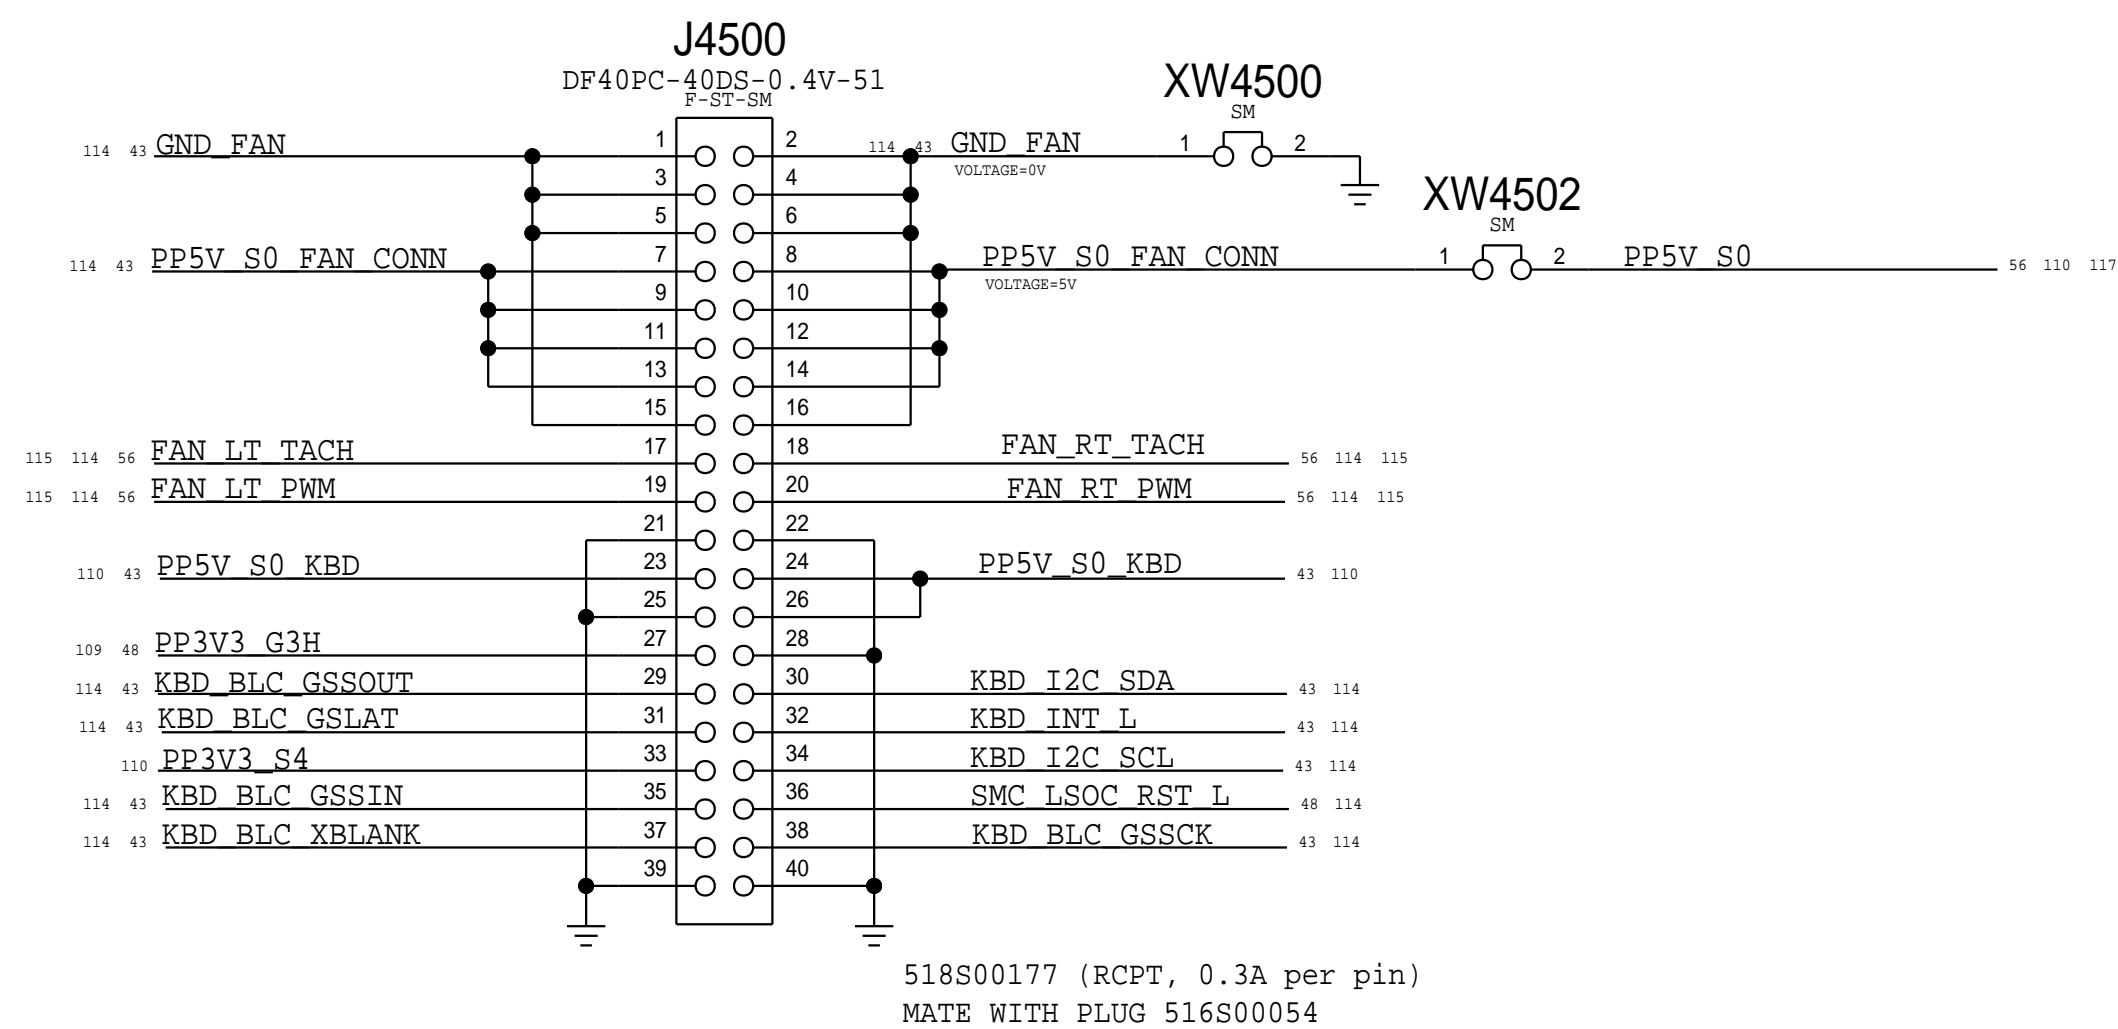 J4500
DF40PC-40DS-0.4V-51
F-ST-SM
XW4500
SM
114 43 GND_FAN 1 2 114 43 GND_FAN 1 2
VOLTAGE=0V
3 4
XW4502
SM
5 6
114 43 PP5V_S0_FAN_CONN 7 8 PP5V_S0_FAN_CONN 1 2 PP5V_S0 56 110 117
VOLTAGE=5V
9 10
11 12
13 14
15 16
115 114 56 FAN_LT_TACH 17 18 FAN_RT_TACH 56 114 115
115 114 56 FAN_LT_PWM 19 20 FAN_RT_PWM 56 114 115
21 22
110 43 PP5V_S0_KBD 23 24 PP5V_S0_KBD 43 110
25 26
109 48 PP3V3_G3H 27 28
114 43 KBD_BLC_GSSOUT 29 30 KBD_I2C_SDA 43 114
114 43 KBD_BLC_GSLAT 31 32 KBD_INT_L 43 114
110 PP3V3_S4 33 34 KBD_I2C_SCL 43 114
114 43 KBD_BLC_GSSIN 35 36 SMC_LSOC_RST_L 48 114
114 43 KBD_BLC_XBLANK 37 38 KBD_BLC_GSSCK 43 114
39 40
518S00177 (RCPT, 0.3A per pin)
MATE WITH PLUG 516S00054